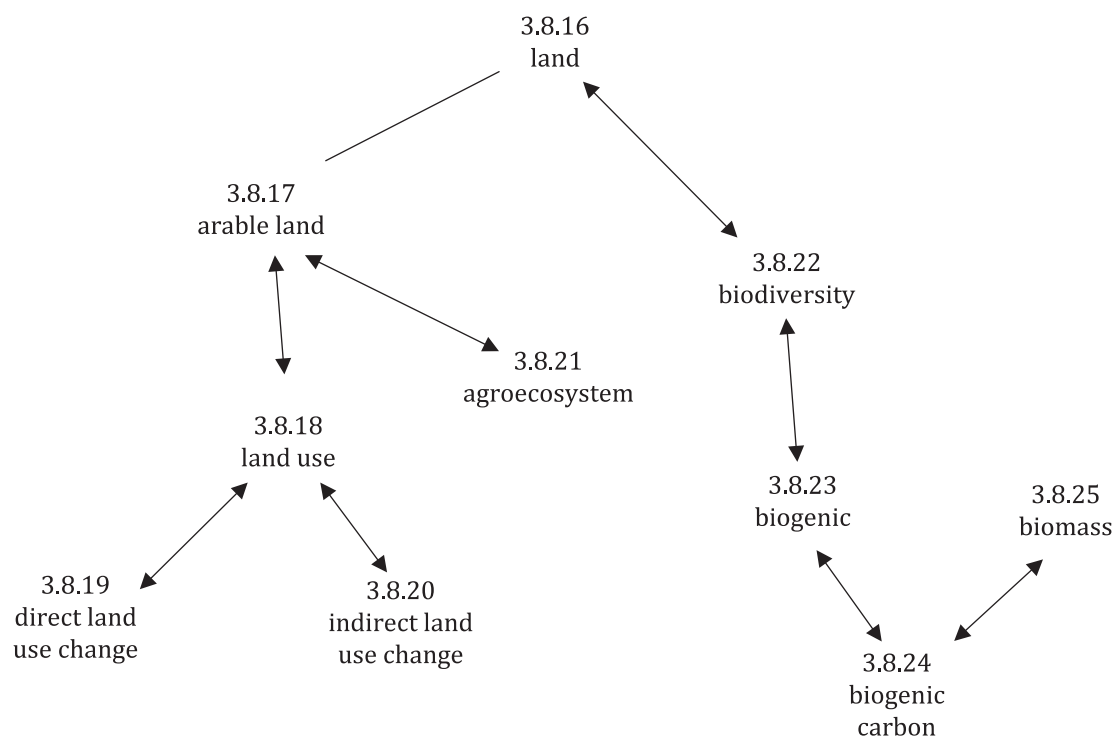 3.8.16
land
3.8.17
arable land
3.8.22
biodiversity
3.8.21
agroecosystem
3.8.18
land use
3.8.23
biogenic
3.8.25
biomass
3.8.19
direct land
use change
3.8.20
indirect land
use change
3.8.24
biogenic
carbon